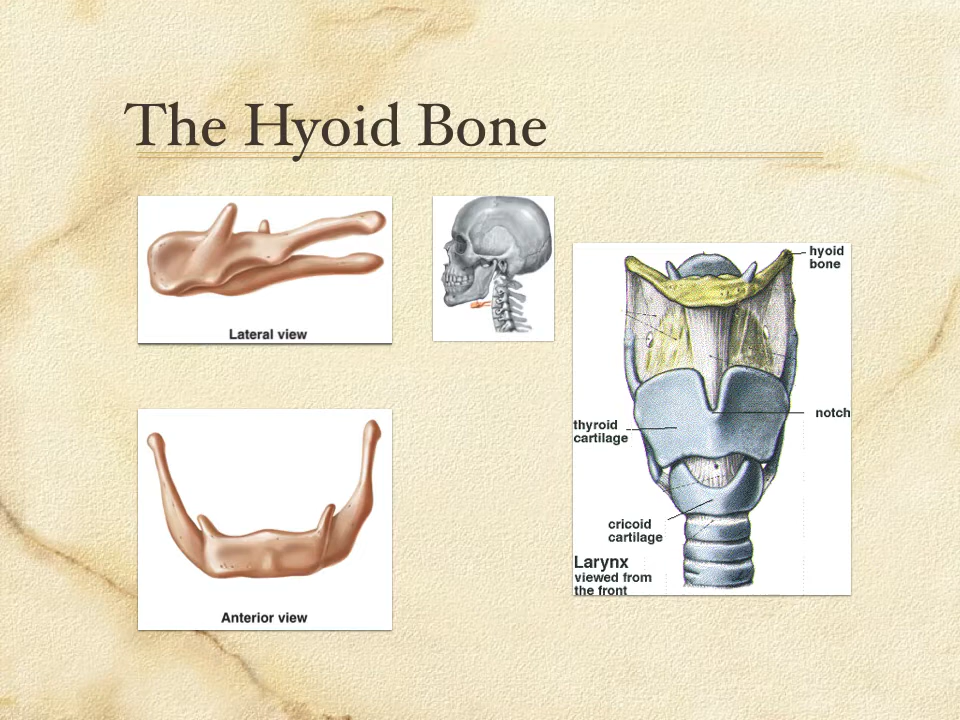 The Hyoid Bone
Lateral view
Anterior view
hyoid
bone
notch
thyroid
cartilage
cricoid
cartilage
Larynx
viewed from
the front